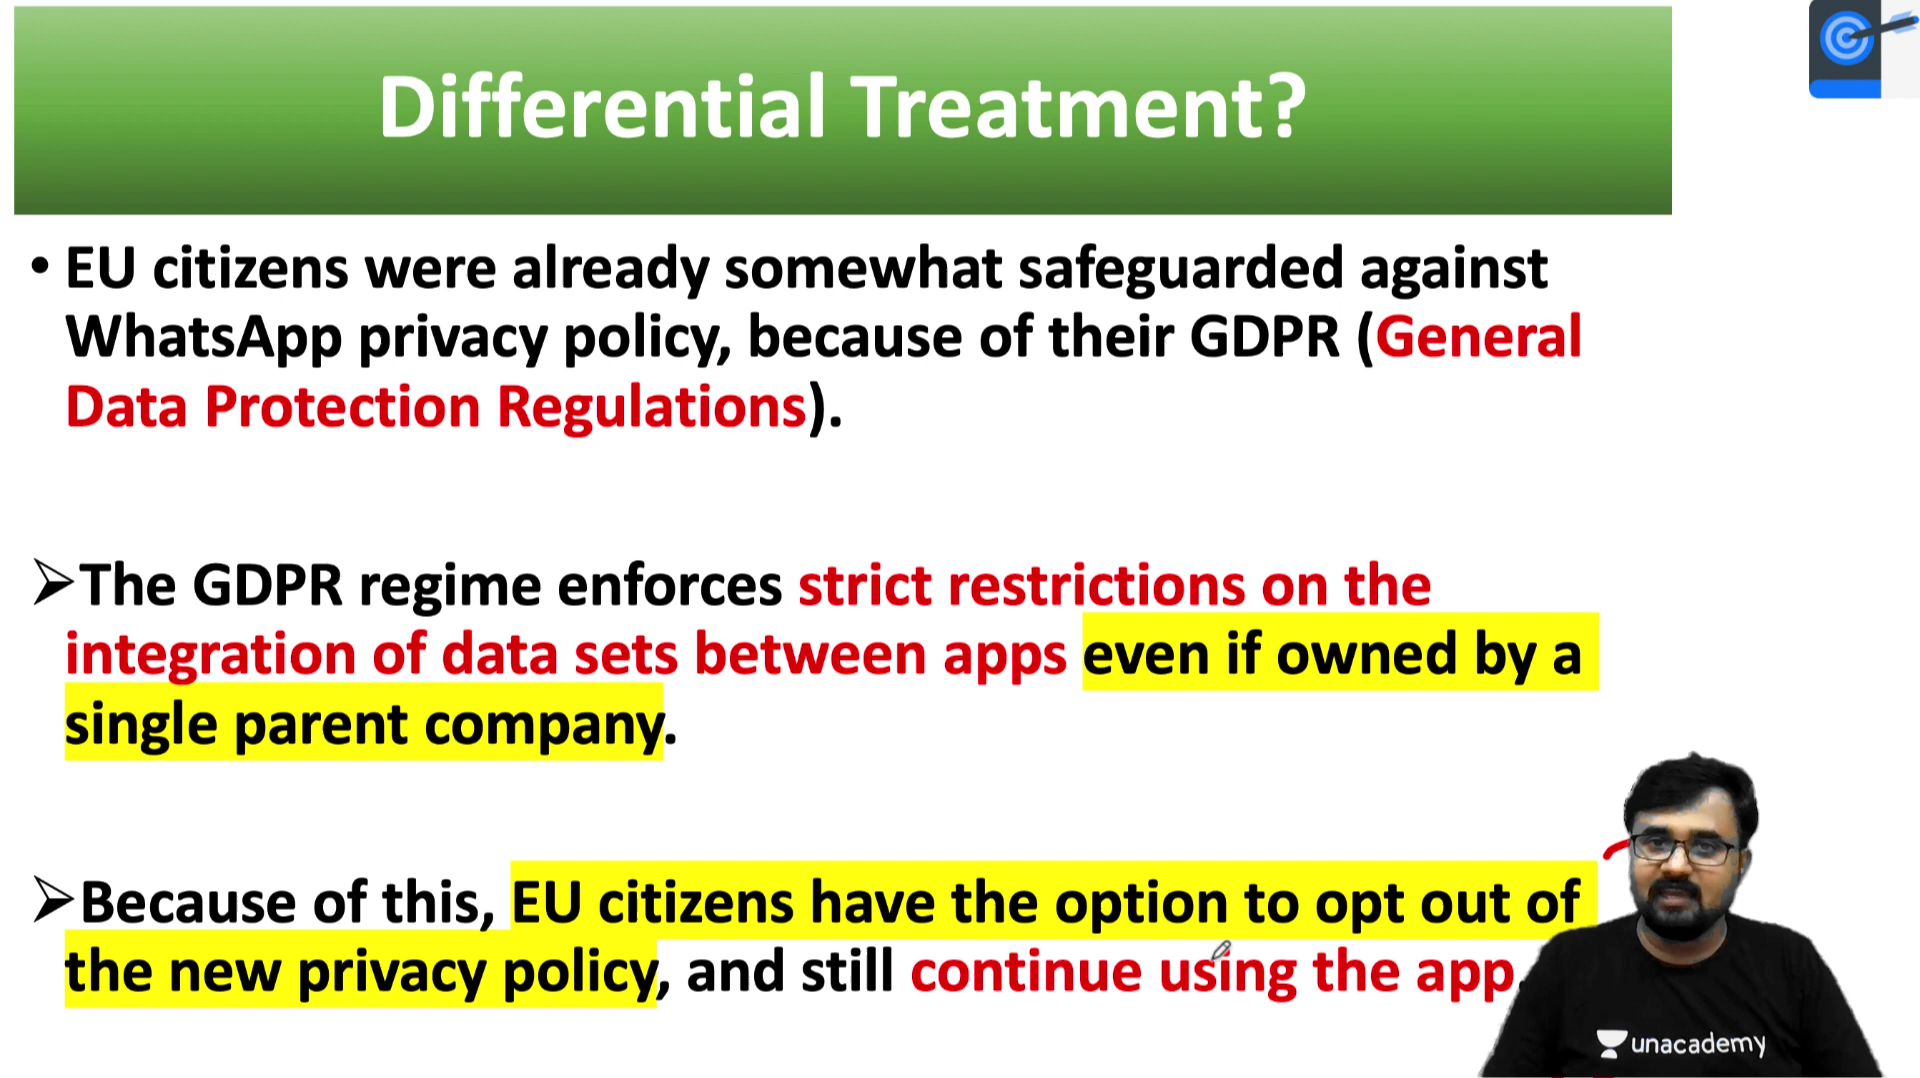 Differential Treatment?
• EU citizens were already somewhat safeguarded against
WhatsApp privacy policy, because of their GDPR (General
Data Protection Regulations).
➢The GDPR regime enforces strict restrictions on the
integration of data sets between apps even if owned by a
single parent company.
➢Because of this, EU citizens have the option to opt out of
the new privacy policy, and still continue using the app.
unacademy